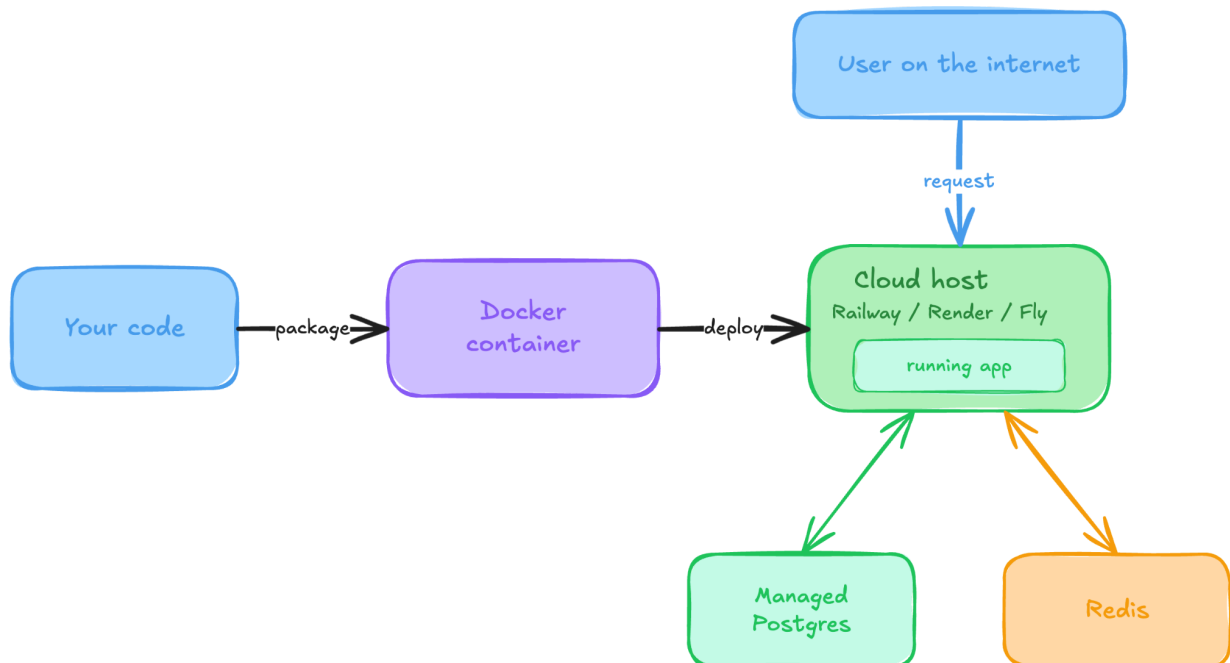 User on the internet
request
Your code
package
Docker
container
deploy
Cloud host
Railway / Render / Fly
running app
Managed
Postgres
Redis